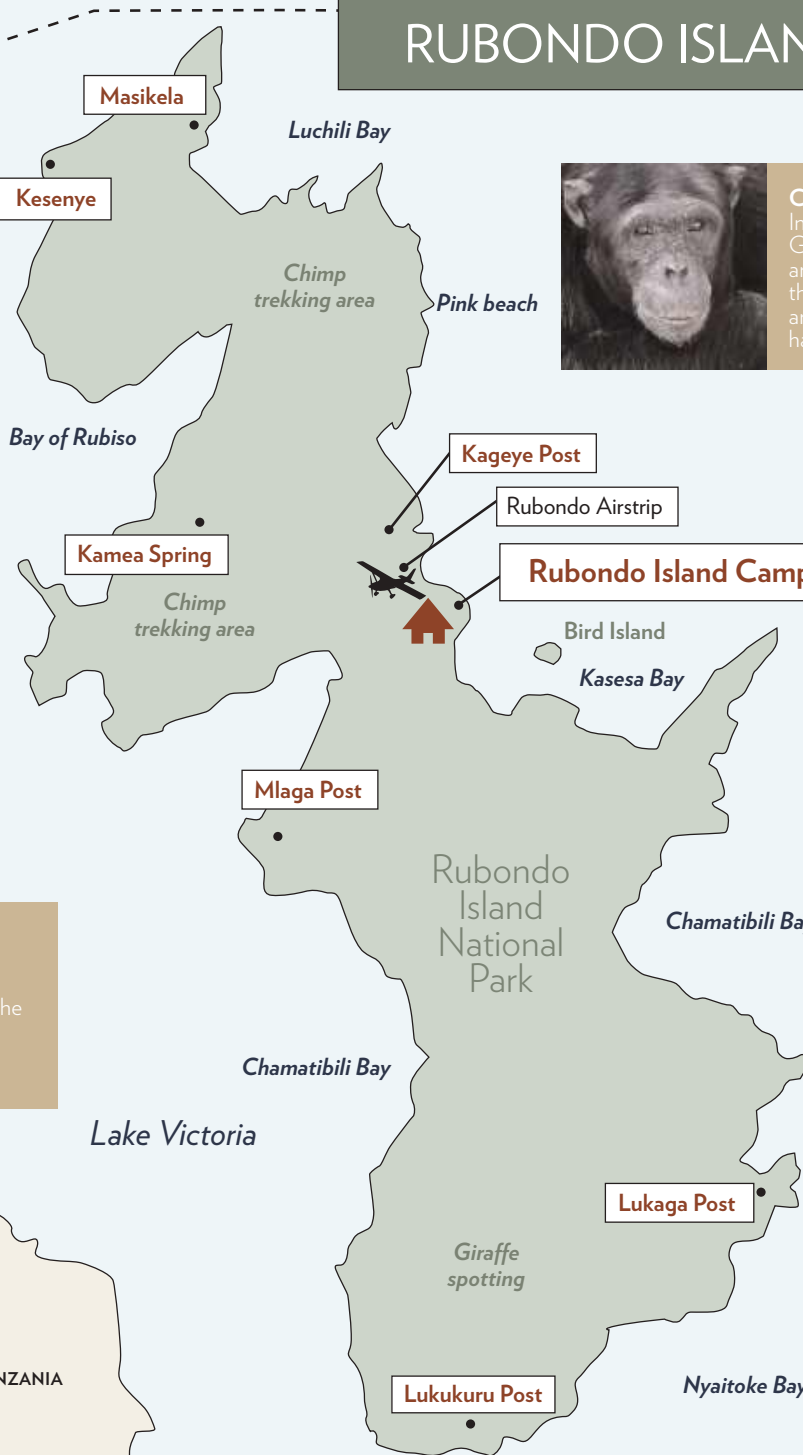 RUBONDO ISLAN
Masikela
Luchili Bay
Kesenye
Chimp
trekking area
Pink beach
Bay of Rubiso
Kageye Post
Rubondo Airstrip
Kamea Spring
Rubondo Island Camp
Chimp
trekking area
Bird Island
Kasesa Bay
Mlaga Post
Rubondo
Island
National
Park
Chamatibili Ba
he
Chamatibili Bay
Lake Victoria
Lukaga Post
Giraffe
spotting
NZANIA
Lukukuru Post
Nyaitoke Bay